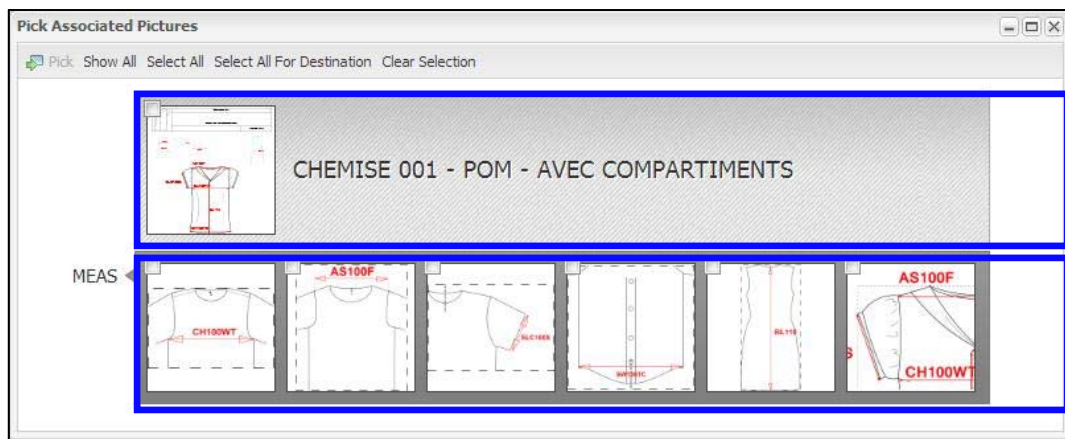 Pick Associated Pictures
Pick Show All Select All Select All For Destination Clear Selection
CHEMISE 001 - POM - AVEC COMPARTIMENTS
MEAS
CH100WT
AS100F
AS100F
CH100WT